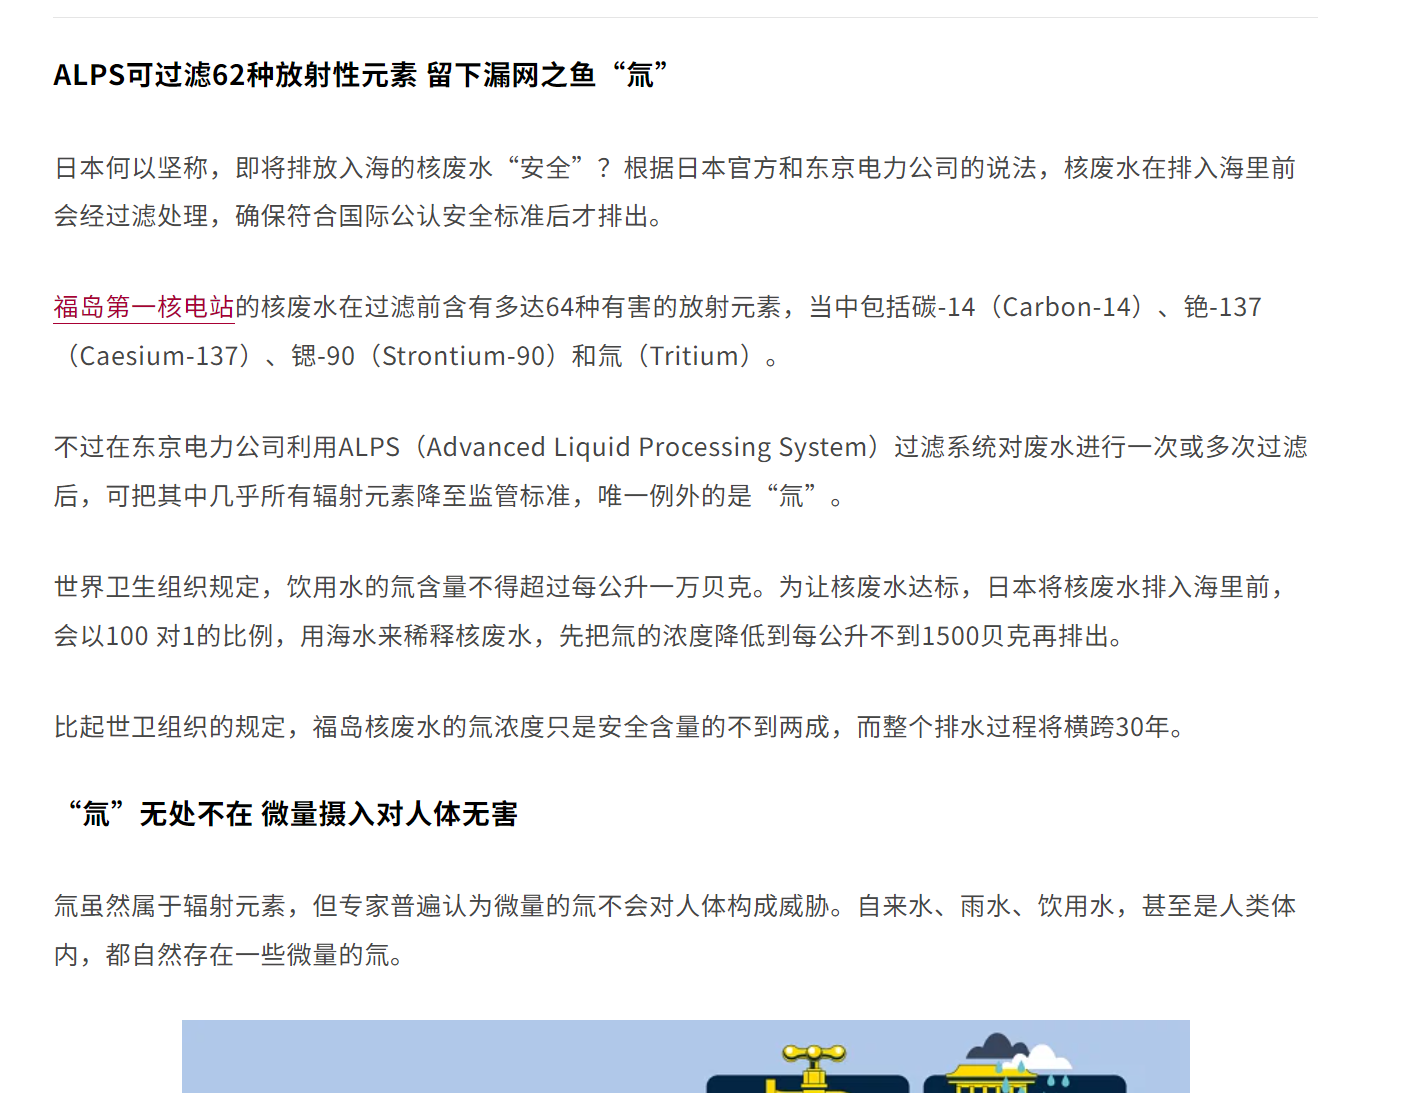 ALPS可过滤62种放射性元素 留下漏网之鱼“氚”
日本何以坚称，即将排放入海的核废水“安全”？根据日本官方和东京电力公司的说法，核废水在排入海里前
会经过滤处理，确保符合国际公认安全标准后才排出。
福岛第一核电站的核废水在过滤前含有多达64种有害的放射元素，当中包括碳-14（Carbon-14）、铯-137
（Caesium-137）、锶-90（Strontium-90）和氚（Tritium）。
不过在东京电力公司利用ALPS（Advanced Liquid Processing System）过滤系统对废水进行一次或多次过滤
后，可把其中几乎所有辐射元素降至监管标准，唯一例外的是“氚”。
世界卫生组织规定，饮用水的氚含量不得超过每公升一万贝克。为让核废水达标，日本将核废水排入海里前，
会以100 对1的比例，用海水来稀释核废水，先把氚的浓度降低到每公升不到1500贝克再排出。
比起世卫组织的规定，福岛核废水的氚浓度只是安全含量的不到两成，而整个排水过程将横跨30年。
“氚”无处不在 微量摄入对人体无害
氚虽然属于辐射元素，但专家普遍认为微量的氚不会对人体构成威胁。自来水、雨水、饮用水，甚至是人类体
内，都自然存在一些微量的氚。